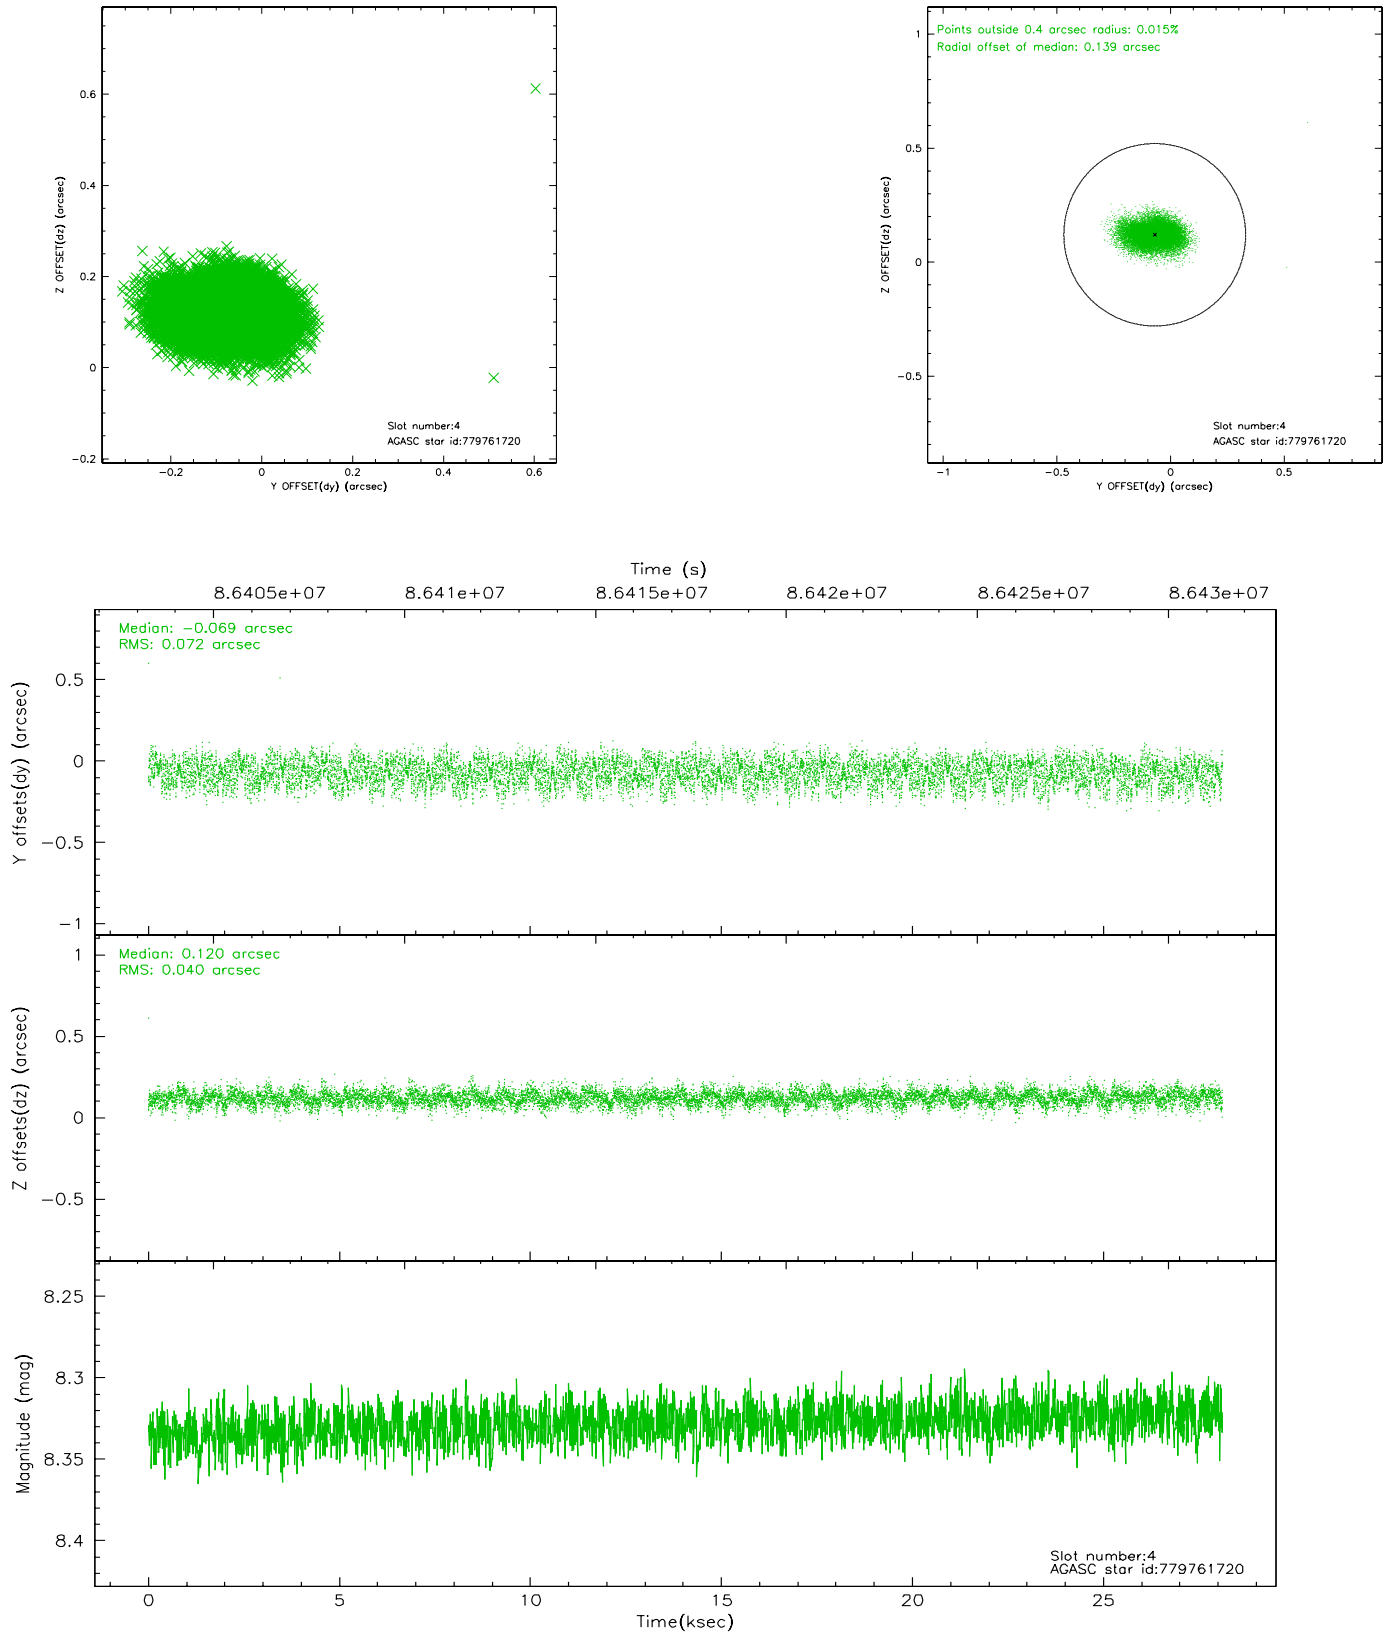 0.6
0.4
0.2
0
-0.2
Z OFFSET(dz) (arcsec)
Slot number:4
AGASC star id:779761720
-0.2 0 0.2 0.4 0.6
Y OFFSET(dy) (arcsec)
Points outside 0.4 arcsec radius: 0.015%
Radial offset of median: 0.139 arcsec
1
0.5
0
-0.5
Z OFFSET(dz) (arcsec)
Slot number:4
AGASC star id:779761720
-1 -0.5 0 0.5
Y OFFSET(dy) (arcsec)
Time (s)
8.6405e+07 8.641e+07 8.6415e+07 8.642e+07 8.6425e+07 8.643e+07
Median: -0.069 arcsec
RMS: 0.072 arcsec
0.5
0
-0.5
-1
Y offsets(dy) (arcsec)
Median: 0.120 arcsec
RMS: 0.040 arcsec
1
0.5
0
-0.5
Z offsets(dz) (arcsec)
8.25
8.3
8.35
8.4
Magnitude (mag)
Slot number:4
AGASC star id:779761720
0 5 10 15 20 25
Time(ksec)